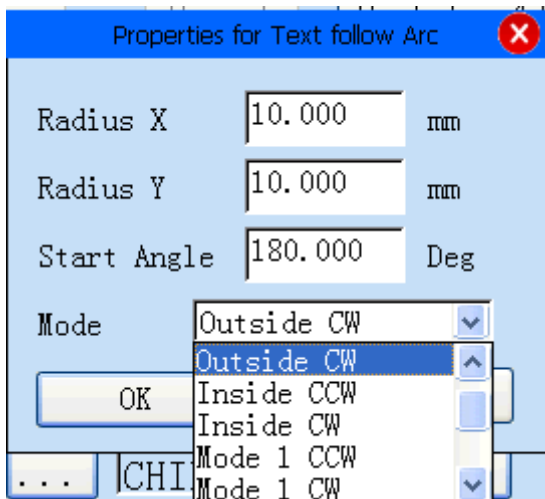 Properties for Text follow Arc
Radius X 10.000 mm
Radius Y 10.000 mm
Start Angle 180.000 Deg
Mode Outside CW
Outside CW
Inside CCW
OK
Inside CW
Mode 1 CCW
... CHI
Mode 1 CW